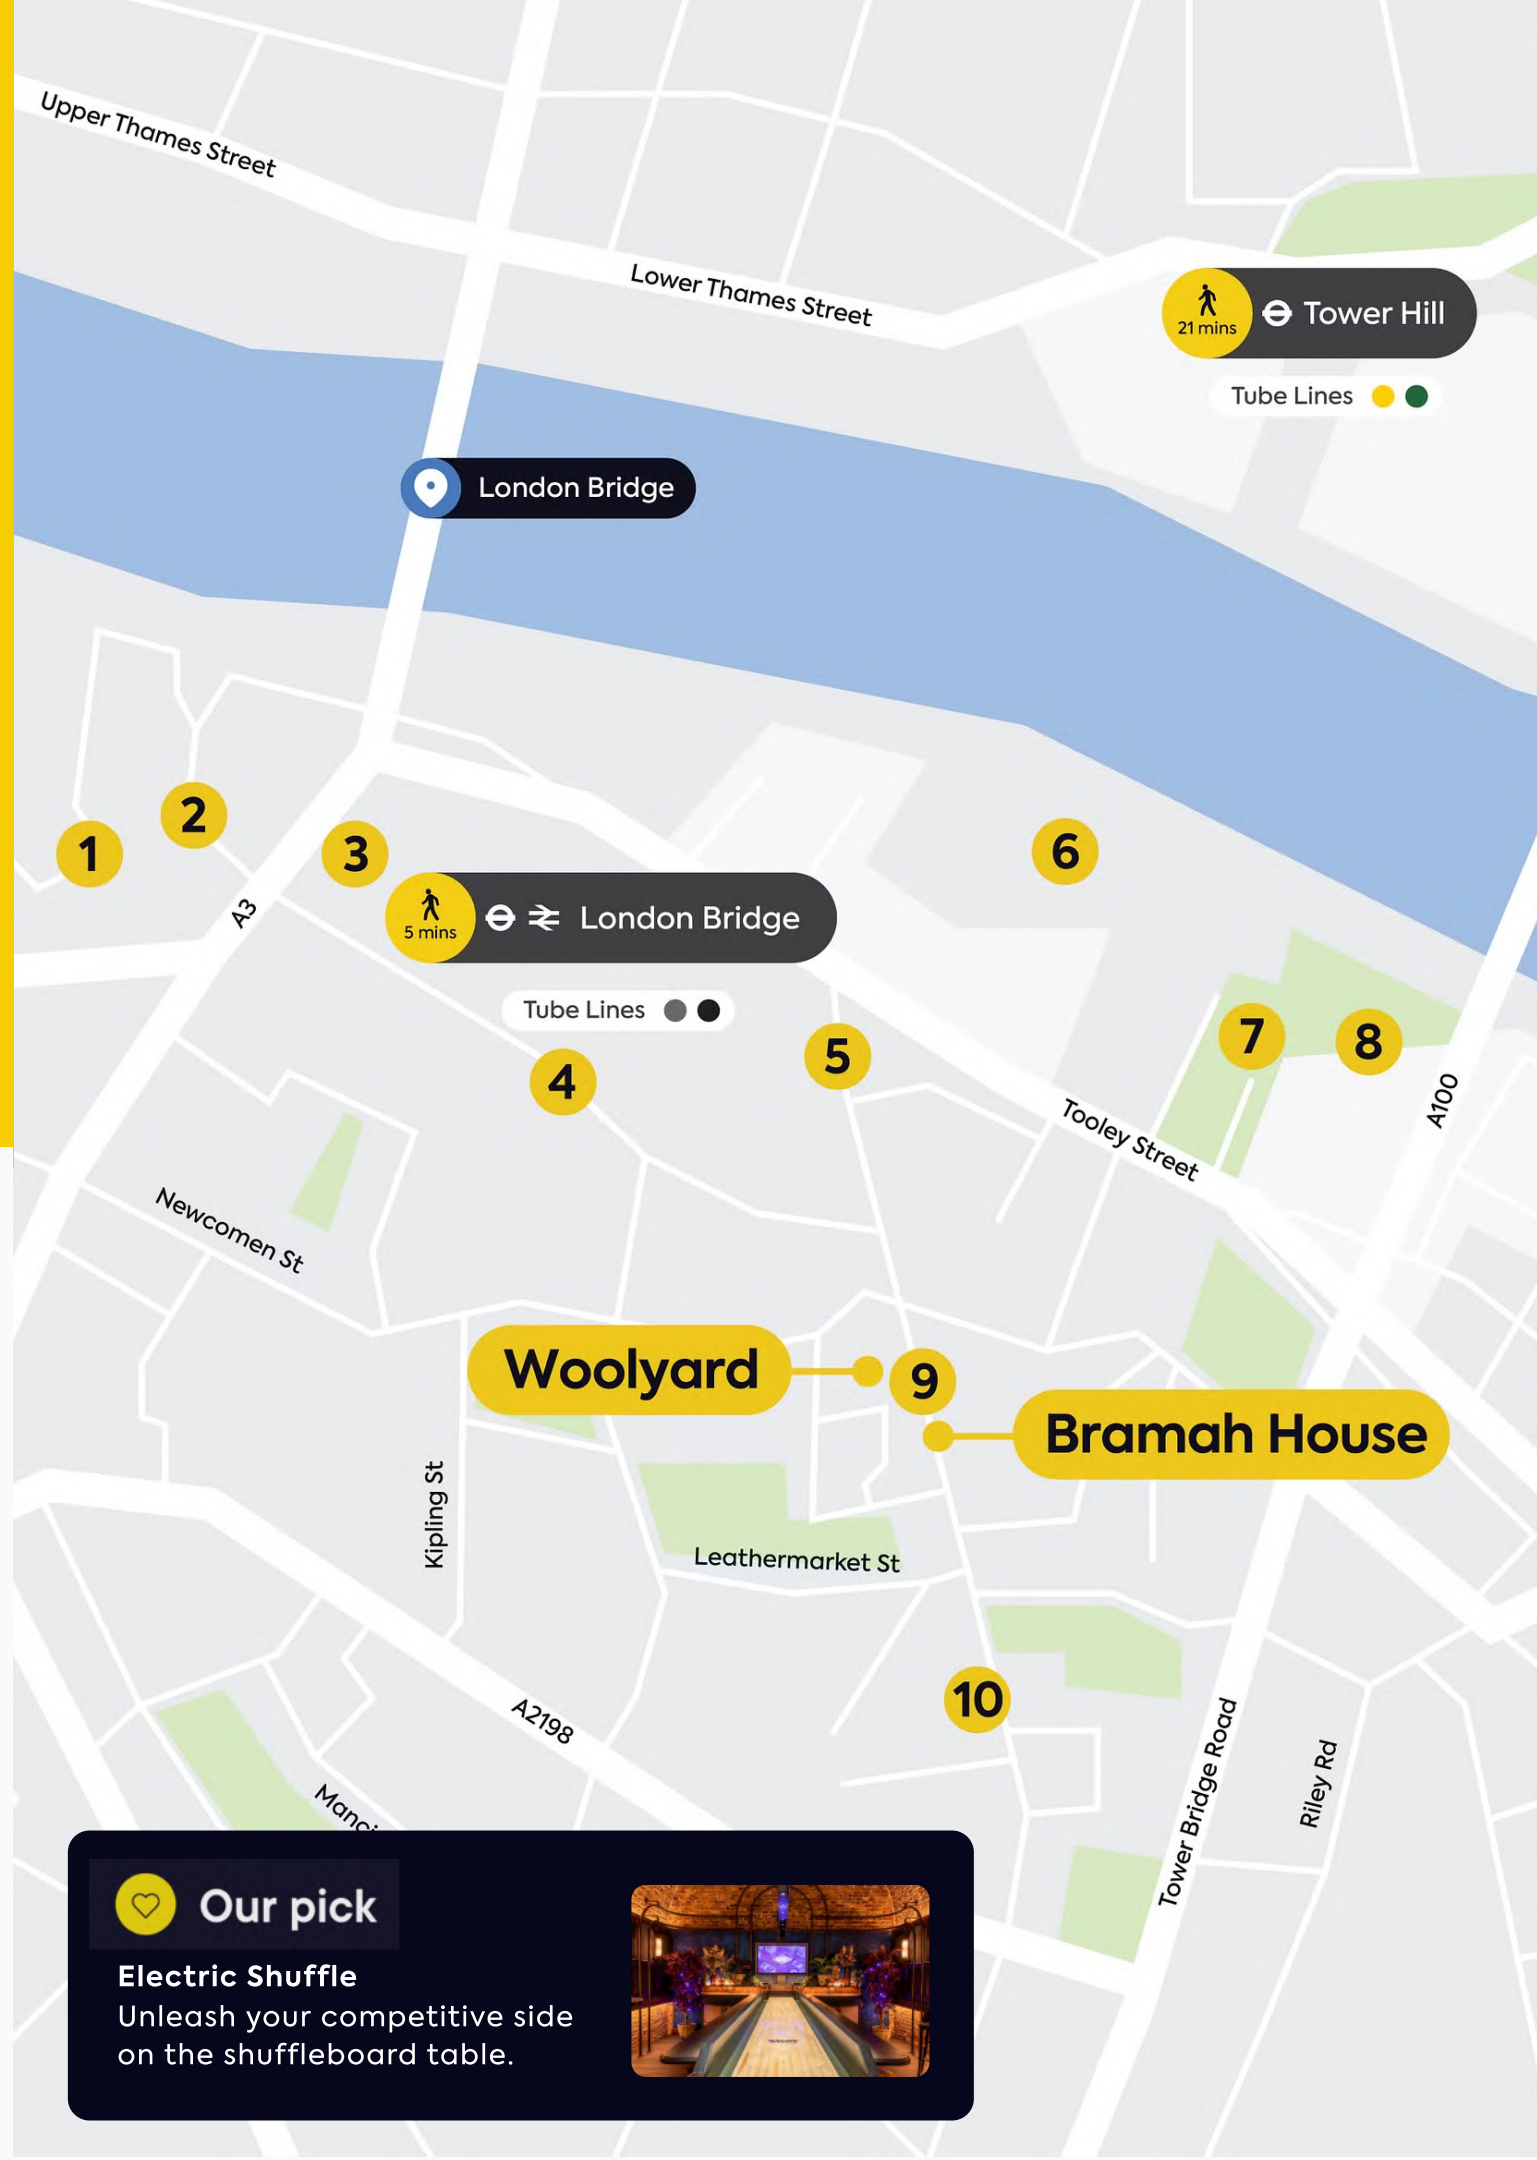 Upper Thames Street
Lower Thames Street
21 mins
Tower Hill
Tube Lines
London Bridge
1
2
3
6
A3
5 mins
London Bridge
Tube Lines
4
5
7
8
A100
Tooley Street
Newcomen St
Woolyard
9
Bramah House
Kipling St
Leathermarket St
10
A2198
Tower Bridge Road
Riley Rd
Manci
Our pick
Electric Shuffle
Unleash your competitive side
on the shuffleboard table.